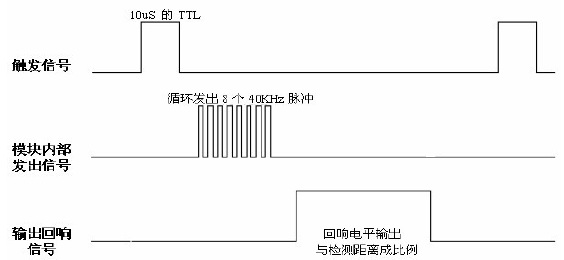 10uS 的 TTL
触发信号
循环发出 8 个 40KHz 脉冲
模块内部
发出信号
输出回响
信号
回响电平输出
与检测距离成比例